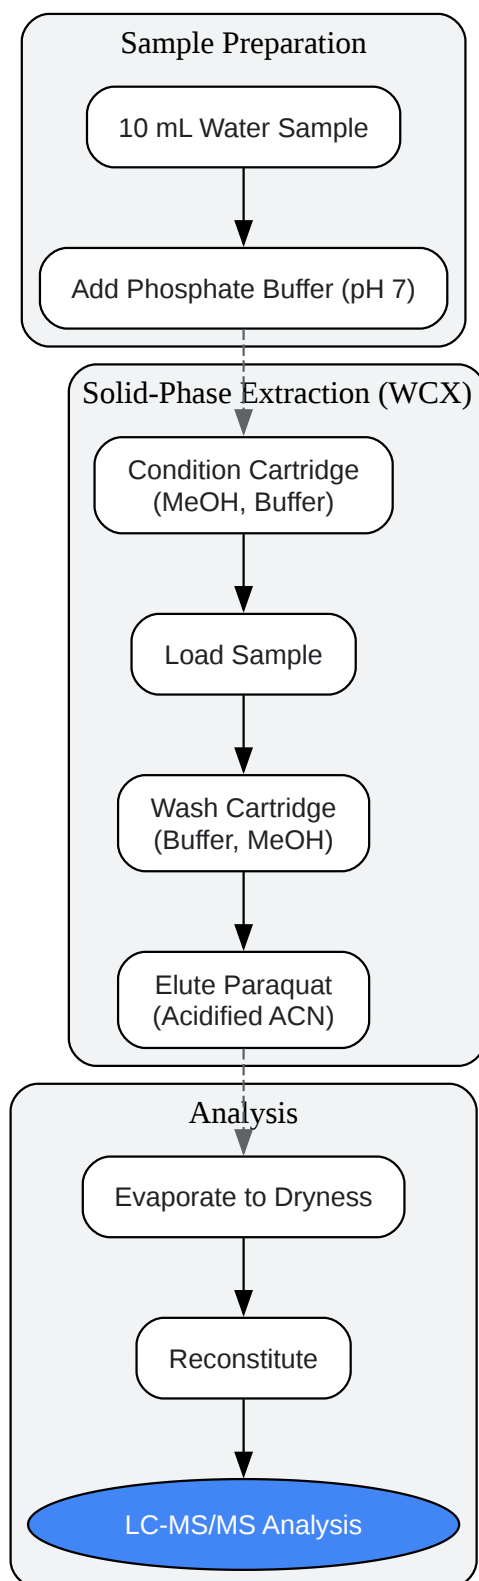 Sample Preparation
10 mL Water Sample
Add Phosphate Buffer (pH 7)
Solid-Phase Extraction (WCX)
Condition Cartridge
(MeOH, Buffer)
Load Sample
Wash Cartridge
(Buffer, MeOH)
Elute Paraquat
(Acidified ACN)
Analysis
Evaporate to Dryness
Reconstitute
LC-MS/MS Analysis